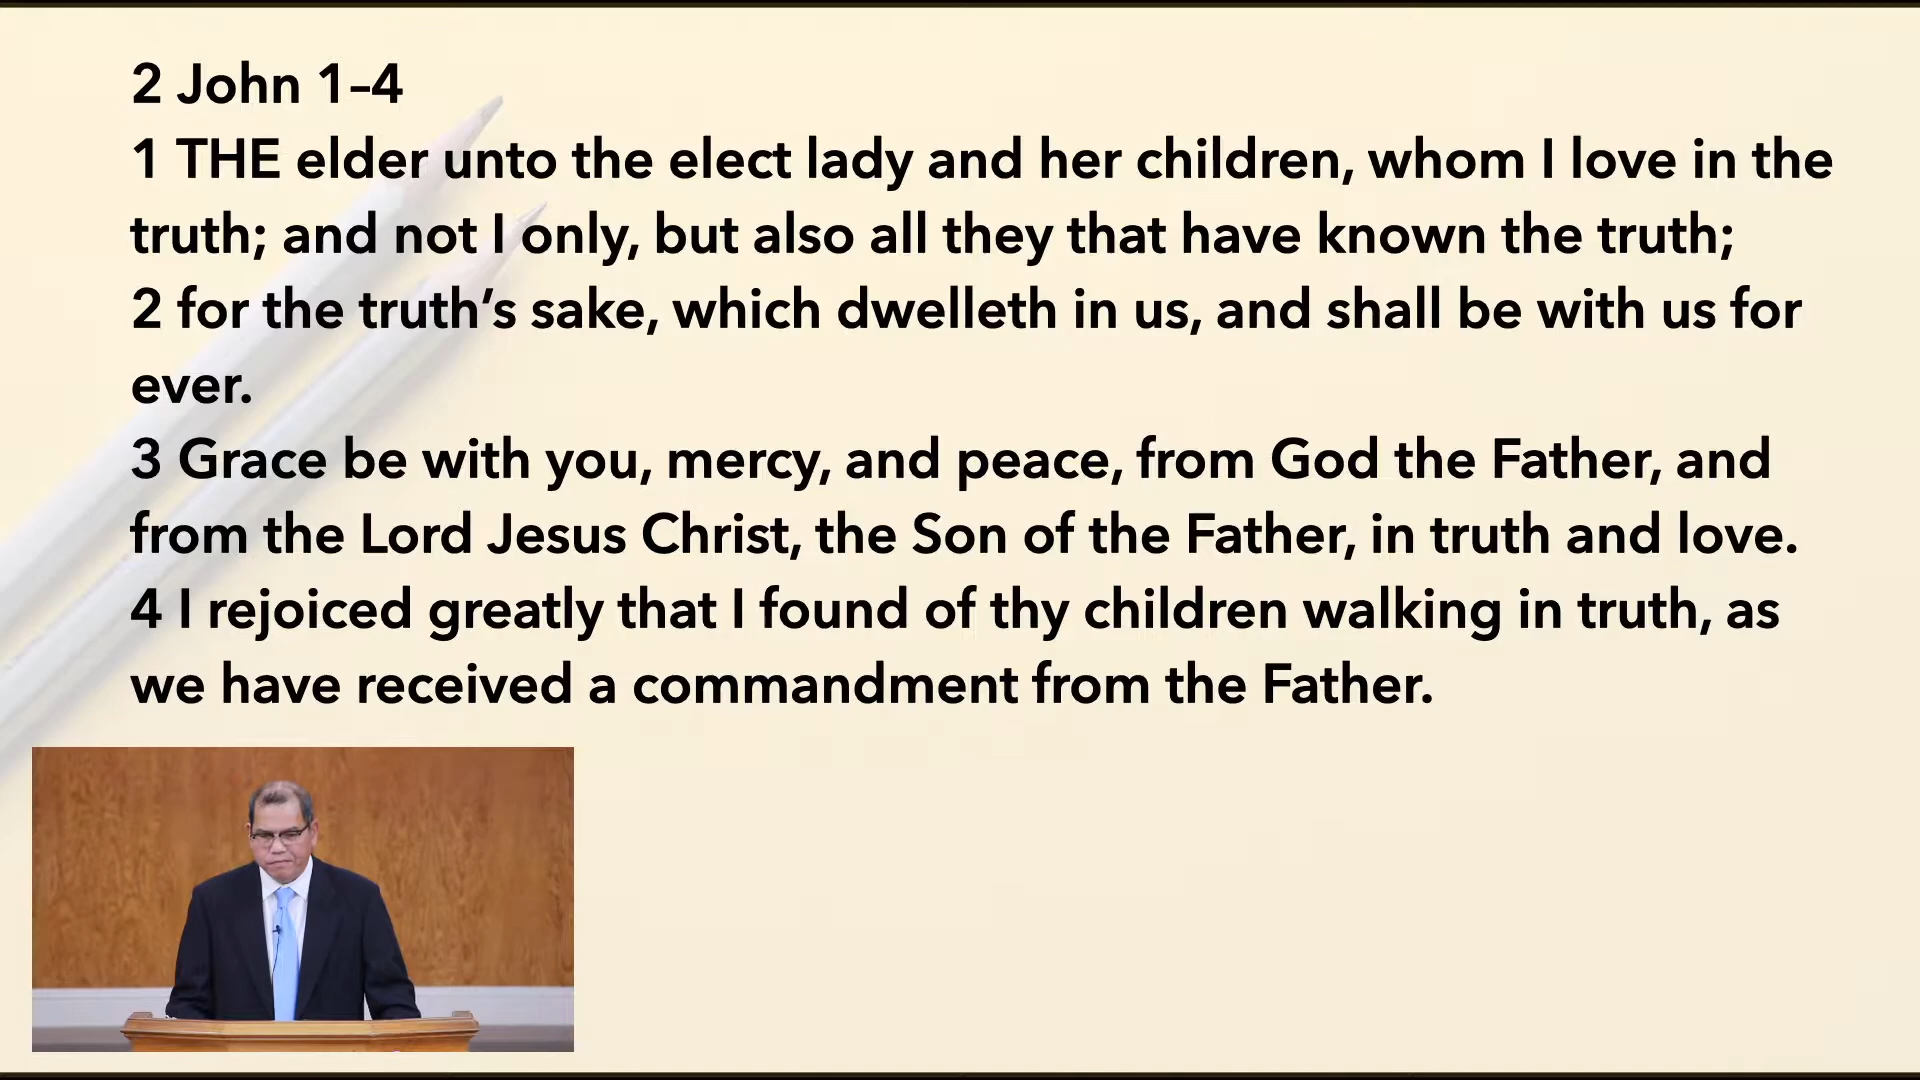 2 John 1–4
1 THE elder unto the elect lady and her children, whom I love in the
truth; and not I only, but also all they that have known the truth;
2 for the truth’s sake, which dwelleth in us, and shall be with us for
ever.
3 Grace be with you, mercy, and peace, from God the Father, and
from the Lord Jesus Christ, the Son of the Father, in truth and love.
4 I rejoiced greatly that I found of thy children walking in truth, as
we have received a commandment from the Father.